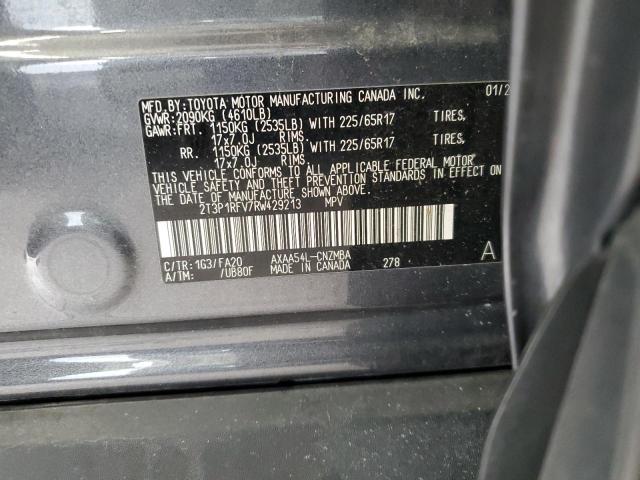 MFD.BY:TOYOTA MOTOR MANUFACTURING CANADA INC. 01/2
GVWR:2090KG (4610LB)
GAWR:FRT. 1150KG (2535LB) WITH 225/65R17 TIRES,
17x7.0J RIMS.
RR. 1150KG (2535LB) WITH 225/65R17 TIRES,
17x7.0J RIMS.
THIS VEHICLE CONFORMS TO ALL APPLICABLE FEDERAL MOTOR
VEHICLE SAFETY AND THEFT PREVENTION STANDARDS IN EFFECT ON
THE DATE OF MANUFACTURE SHOWN ABOVE.
2T3P1RFV7RW429213 MPV
C/TR: 1G3/FA20 AXAA54L-CNZMBA A
A/TM: /UB80F MADE IN CANADA 278